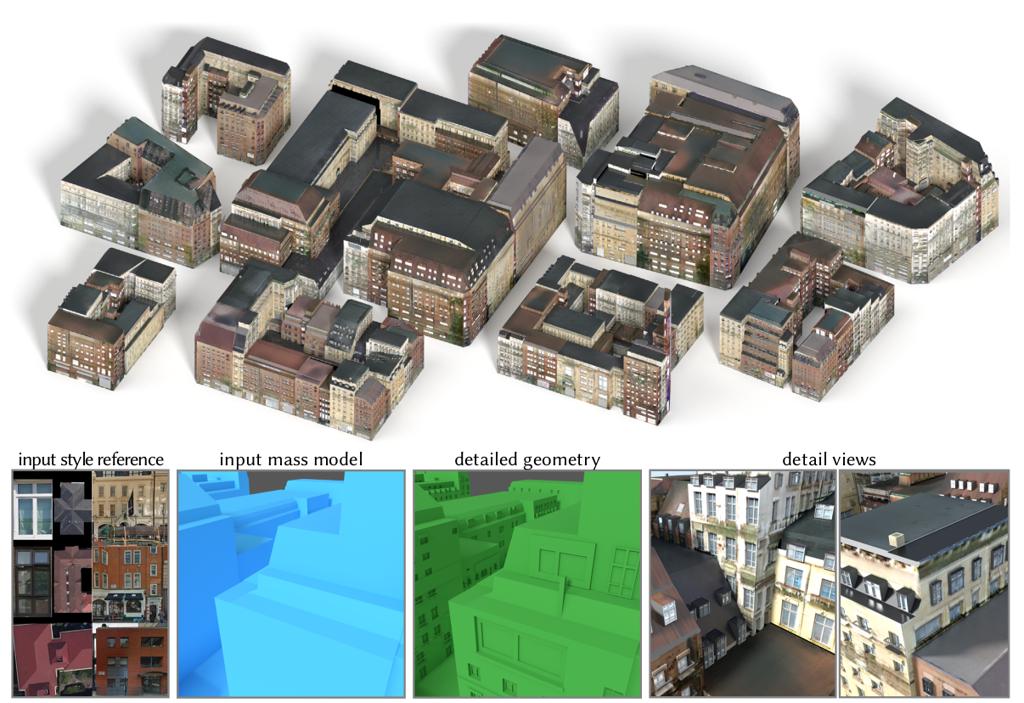 input style reference
input mass model
detailed geometry
detail views